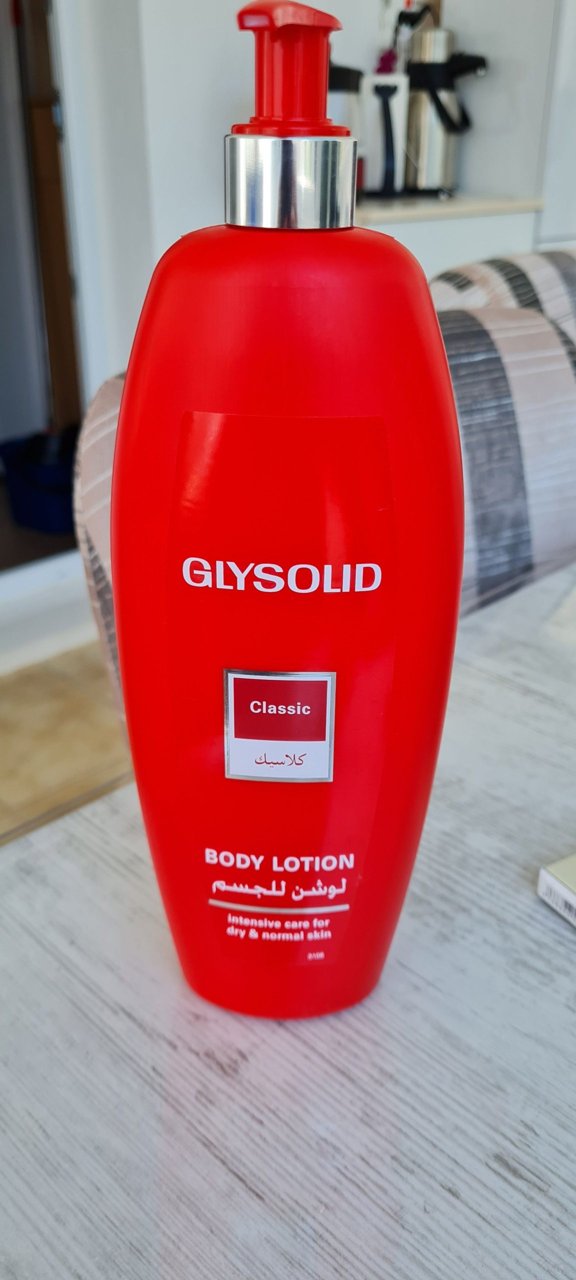 GLYSOLID
Classic
كلاسيك
BODY LOTION
لوشن للجسم
intensive care for
dry & normal skin